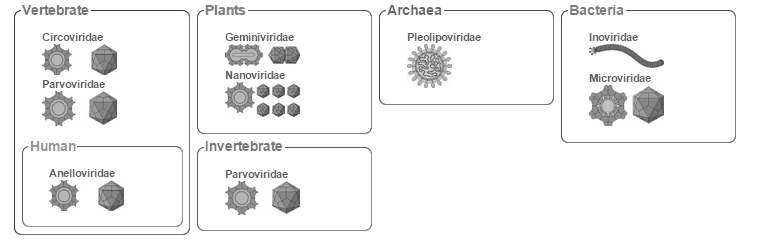 Vertebrate
Circoviridae
Parvoviridae
Human
Anelloviridae
Plants
Geminiviridae
Nanoviridae
Invertebrate
Parvoviridae
Archaea
Pleolipoviridae
Bacteria
Inoviridae
Microviridae